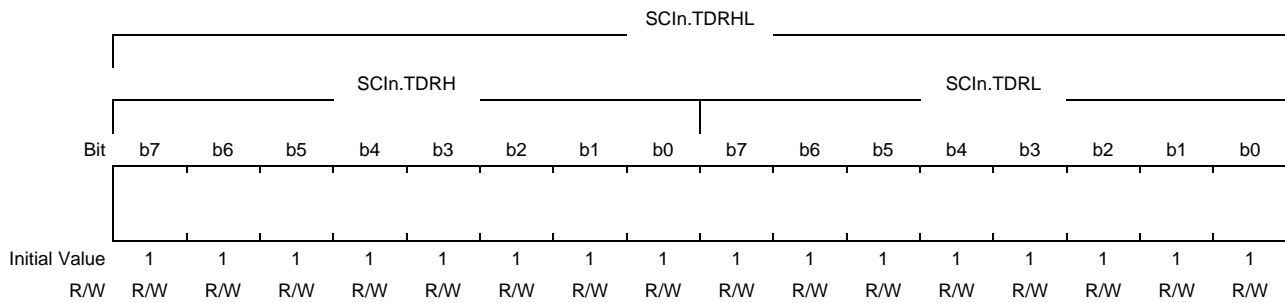 SCIn.TDRHL
SCIn.TDRH SCIn.TDRL
Bit b7 b6 b5 b4 b3 b2 b1 b0 b7 b6 b5 b4 b3 b2 b1 b0
Initial Value 1 1 1 1 1 1 1 1 1 1 1 1 1 1 1 1
R/W R/W R/W R/W R/W R/W R/W R/W R/W R/W R/W R/W R/W R/W R/W R/W R/W